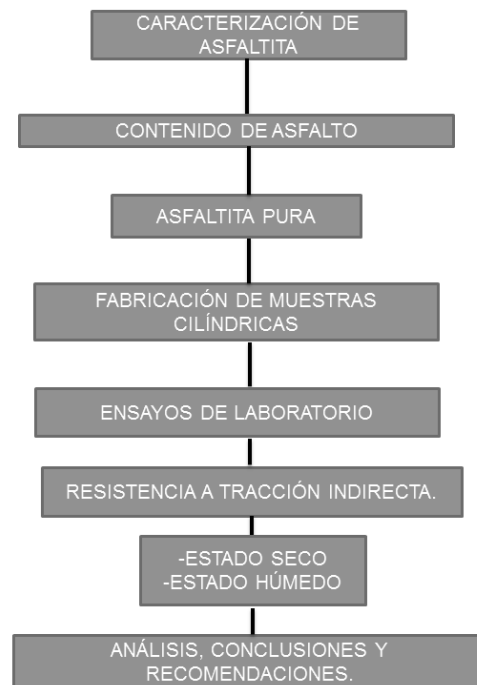 CARACTERIZACIÓN DE
ASFALTITA
CONTENIDO DE ASFALTO
ASFALTITA PURA
FABRICACIÓN DE MUESTRAS
CILÍNDRICAS
ENSAYOS DE LABORATORIO
RESISTENCIA A TRACCIÓN INDIRECTA.
-ESTADO SECO
-ESTADO HÚMEDO
ANÁLISIS, CONCLUSIONES Y
RECOMENDACIONES.